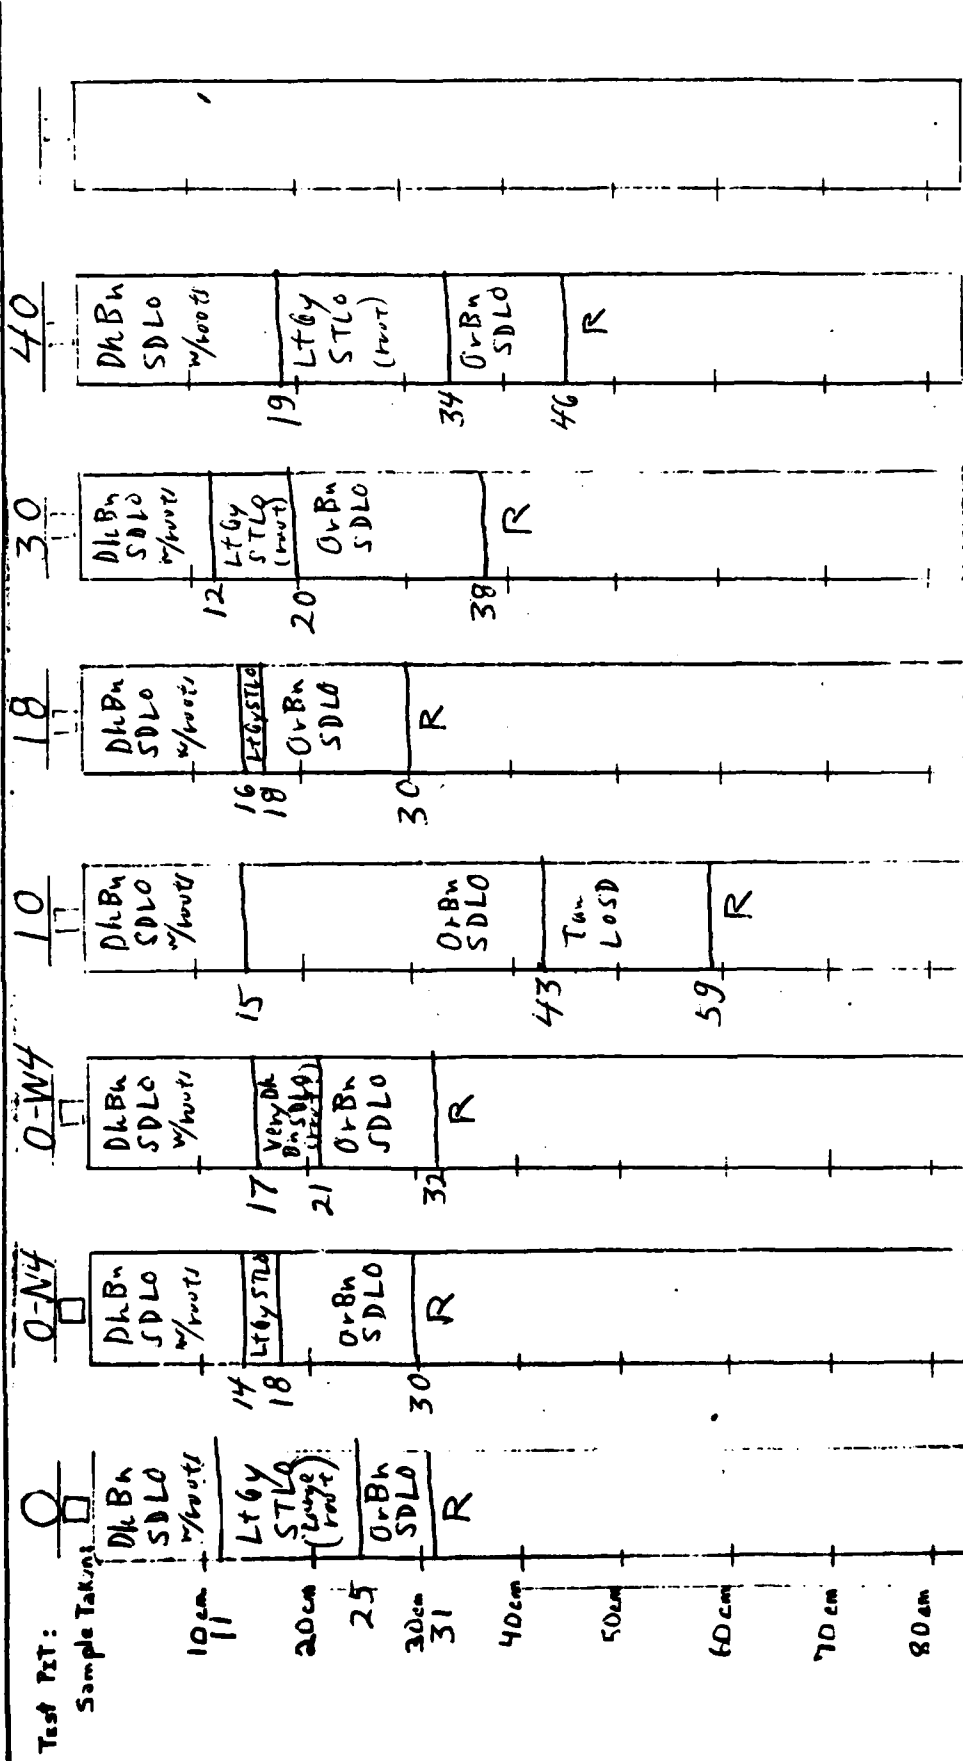 Test PIT:
Sample Taken:
10cm
11
20cm
25
30cm
31
40cm
50cm
60cm
70cm
80cm
0
DkBn
SDLO
w/roots
LtGy
STLO
(large
root)
OrBn
SDLO
R
0-N4
DkBn
SDLO
w/roots
14
LtGySTLO
18
OrBn
SDLO
30
R
0-W4
DkBn
SDLO
w/roots
17
Very Dk
BnSDLO
21
OrBn
SDLO
32
R
10
DkBn
SDLO
w/roots
15
OrBn
SDLO
43
Tan
LOSD
59
R
18
DkBn
SDLO
w/roots
16
LtGySTLO
18
OrBn
SDLO
30
R
30
DkBn
SDLO
w/roots
12
LtGy
STLO
(root)
20
OrBn
SDLO
38
R
40
DkBn
SDLO
w/roots
19
LtGy
STLO
(root)
34
OrBn
SDLO
46
R